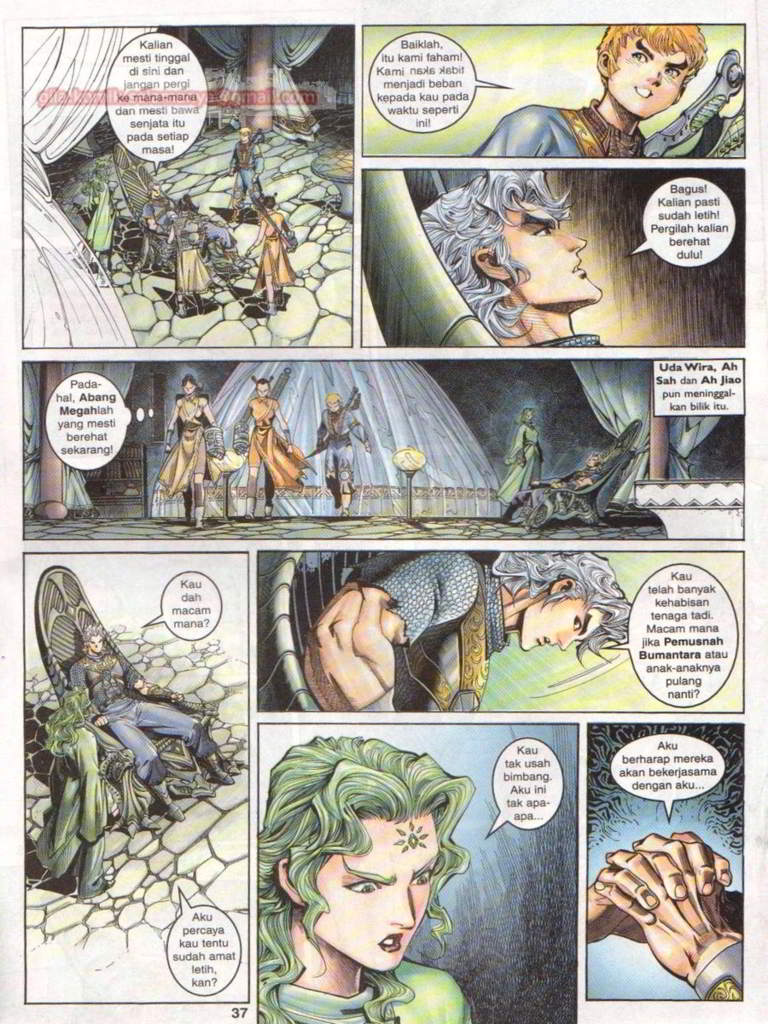 Kalian
mesti tinggal
di sini dan
jangan pergi
ke mana-mana
dan mesti bawa
senjata itu
pada setiap
masa!
Baiklah,
itu kami faham!
Kami
menjadi beban
kepada kau pada
waktu seperti
ini!
Bagus!
Kalian pasti
sudah letih!
Pergilah kalian
berehat
dulu!
Pada-
hal, Abang
Megahlah
yang mesti
berehat
sekarang!
Uda Wira, Ah
Sah dan Ah Jiao
pun meninggal-
kan bilik itu.
Kau
dah
macam
mana?
Aku
percaya
kau tentu
sudah amat
letih,
kan?
Kau
telah banyak
kehabisan
tenaga tadi.
Macam mana
jika Pemusnah
Bumantara atau
anak-anaknya
pulang
nanti?
Kau
tak usah
bimbang.
Aku ini
tak apa-
apa...
Aku
berharap mereka
akan bekerjasama
dengan aku...
37